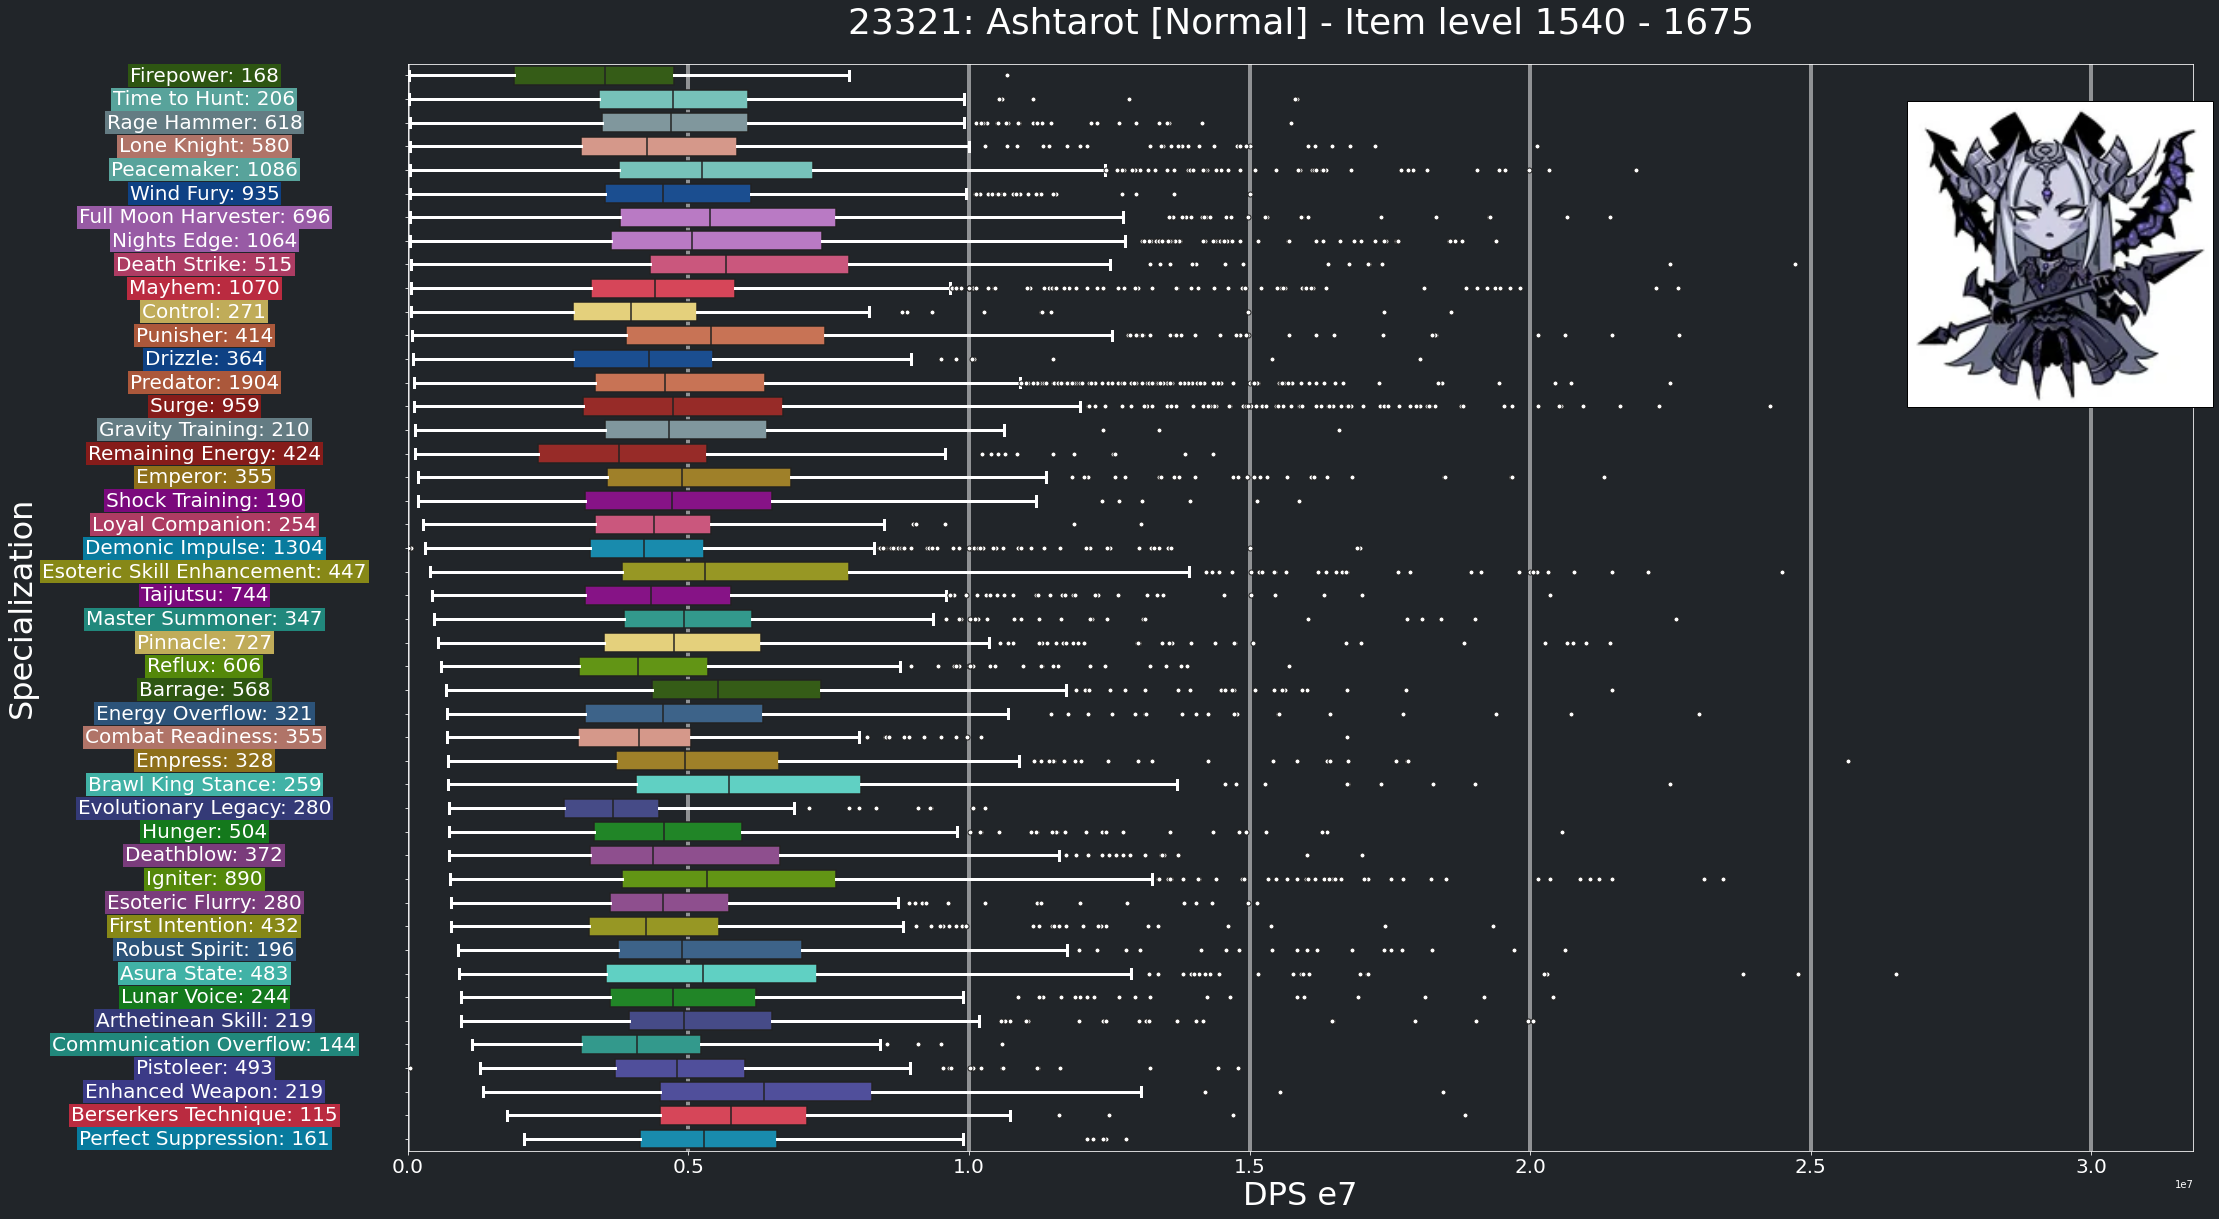 23321: Ashtarot [Normal] - Item level 1540 - 1675
Firepower: 168
Time to Hunt: 206
Rage Hammer: 618
Lone Knight: 580
Peacemaker: 1086
Wind Fury: 935
Full Moon Harvester: 696
Nights Edge: 1064
Death Strike: 515
Mayhem: 1070
Control: 271
Punisher: 414
Drizzle: 364
Predator: 1904
Surge: 959
Gravity Training: 210
Remaining Energy: 424
Emperor: 355
Shock Training: 190
Loyal Companion: 254
Demonic Impulse: 1304
Esoteric Skill Enhancement: 447
Taijutsu: 744
Master Summoner: 347
Pinnacle: 727
Reflux: 606
Barrage: 568
Energy Overflow: 321
Combat Readiness: 355
Empress: 328
Brawl King Stance: 259
Evolutionary Legacy: 280
Hunger: 504
Deathblow: 372
Igniter: 890
Esoteric Flurry: 280
First Intention: 432
Robust Spirit: 196
Asura State: 483
Lunar Voice: 244
Arthetinean Skill: 219
Communication Overflow: 144
Pistoleer: 493
Enhanced Weapon: 219
Berserkers Technique: 115
Perfect Suppression: 161
Specialization
0.0 0.5 1.0 1.5 2.0 2.5 3.0
DPS e7
1e7